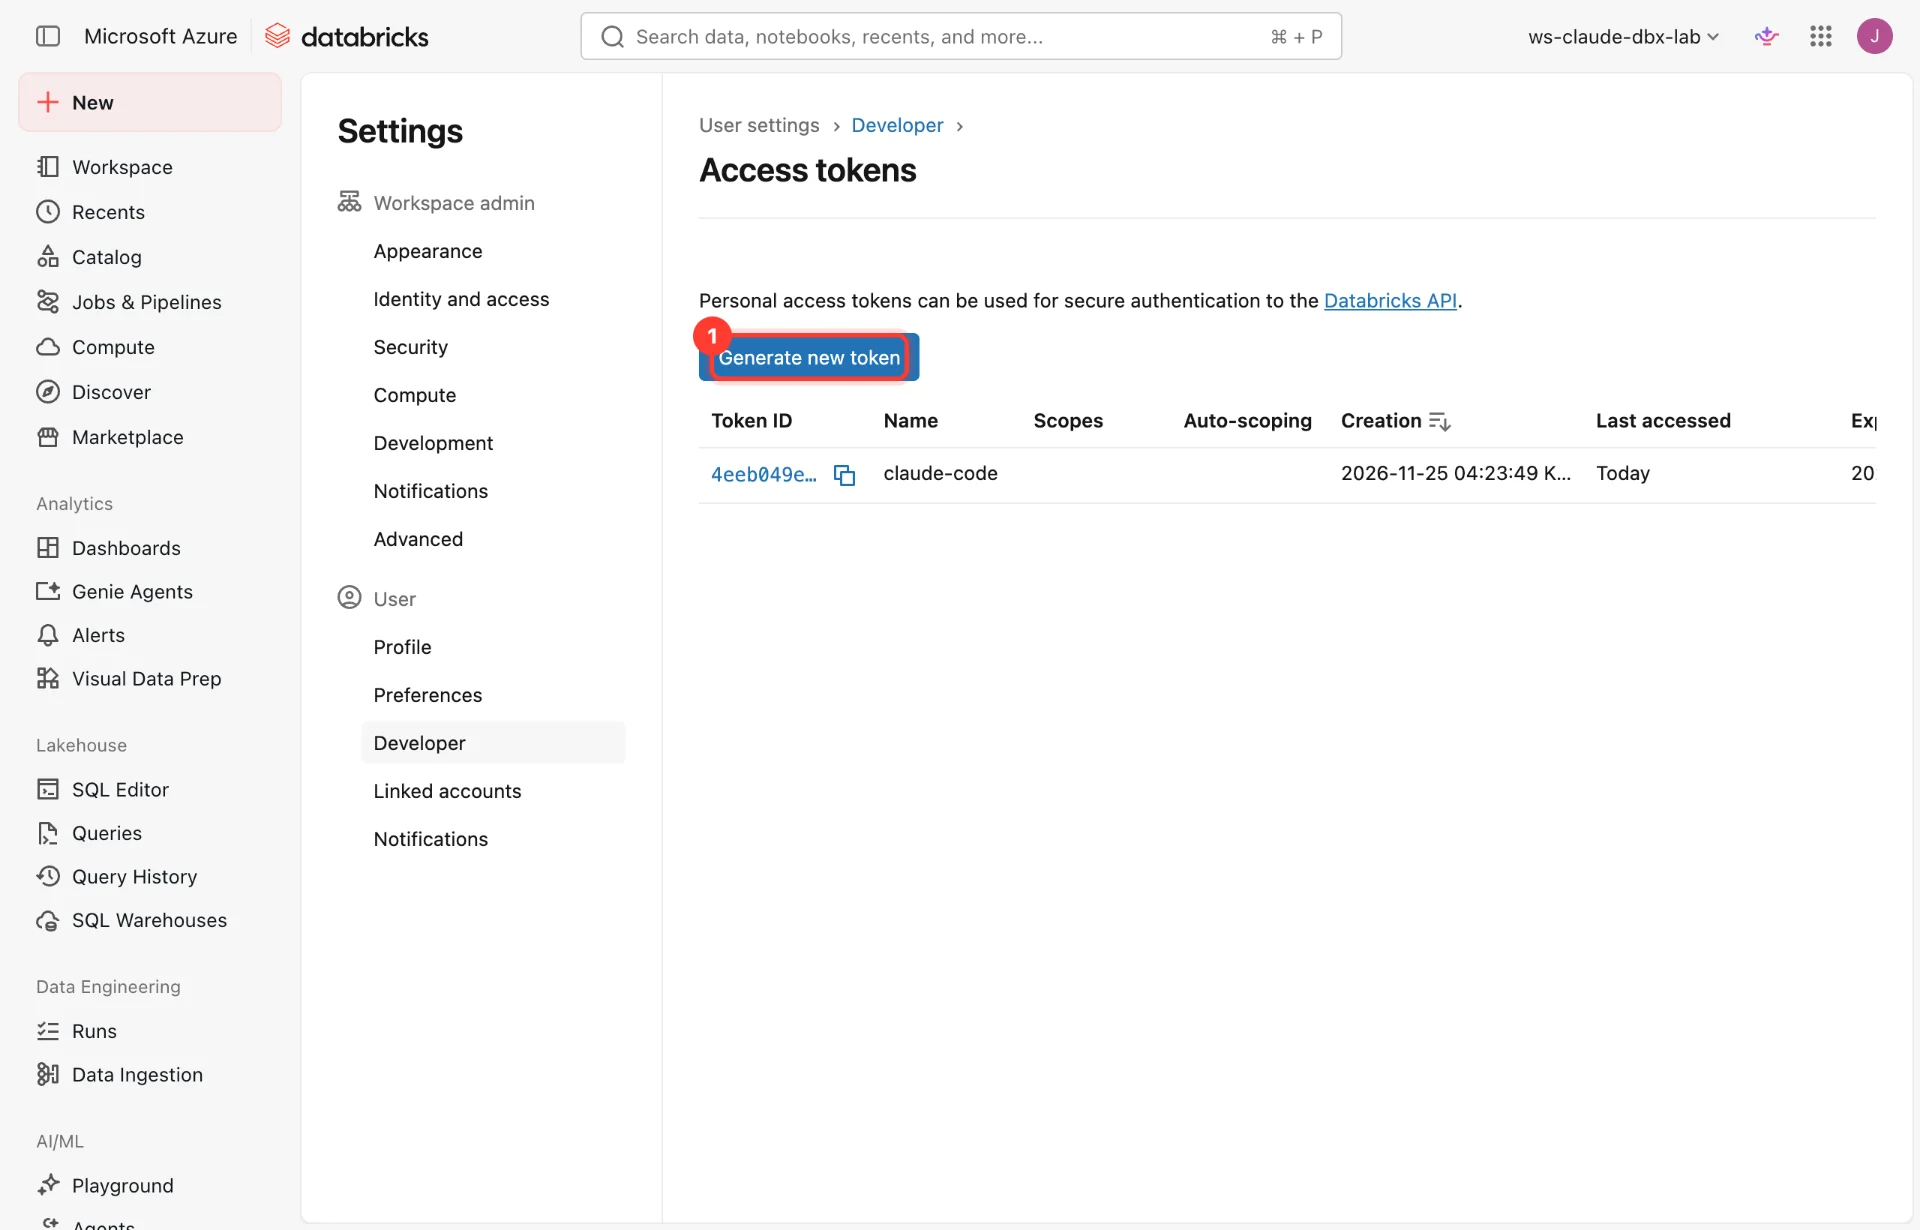 Microsoft Azure
databricks
Search data, notebooks, recents, and more...
⌘ + P
ws-claude-dbx-lab
J
New
Workspace
Recents
Catalog
Jobs & Pipelines
Compute
Discover
Marketplace
Analytics
Dashboards
Genie Agents
Alerts
Visual Data Prep
Lakehouse
SQL Editor
Queries
Query History
SQL Warehouses
Data Engineering
Runs
Data Ingestion
AI/ML
Playground
Agents
Settings
Workspace admin
Appearance
Identity and access
Security
Compute
Development
Notifications
Advanced
User
Profile
Preferences
Developer
Linked accounts
Notifications
User settings › Developer ›
Access tokens
Personal access tokens can be used for secure authentication to the Databricks API.
1
Generate new token
Token ID Name Scopes Auto-scoping Creation Last accessed Exp
4eeb049e... claude-code 2026-11-25 04:23:49 K... Today 20